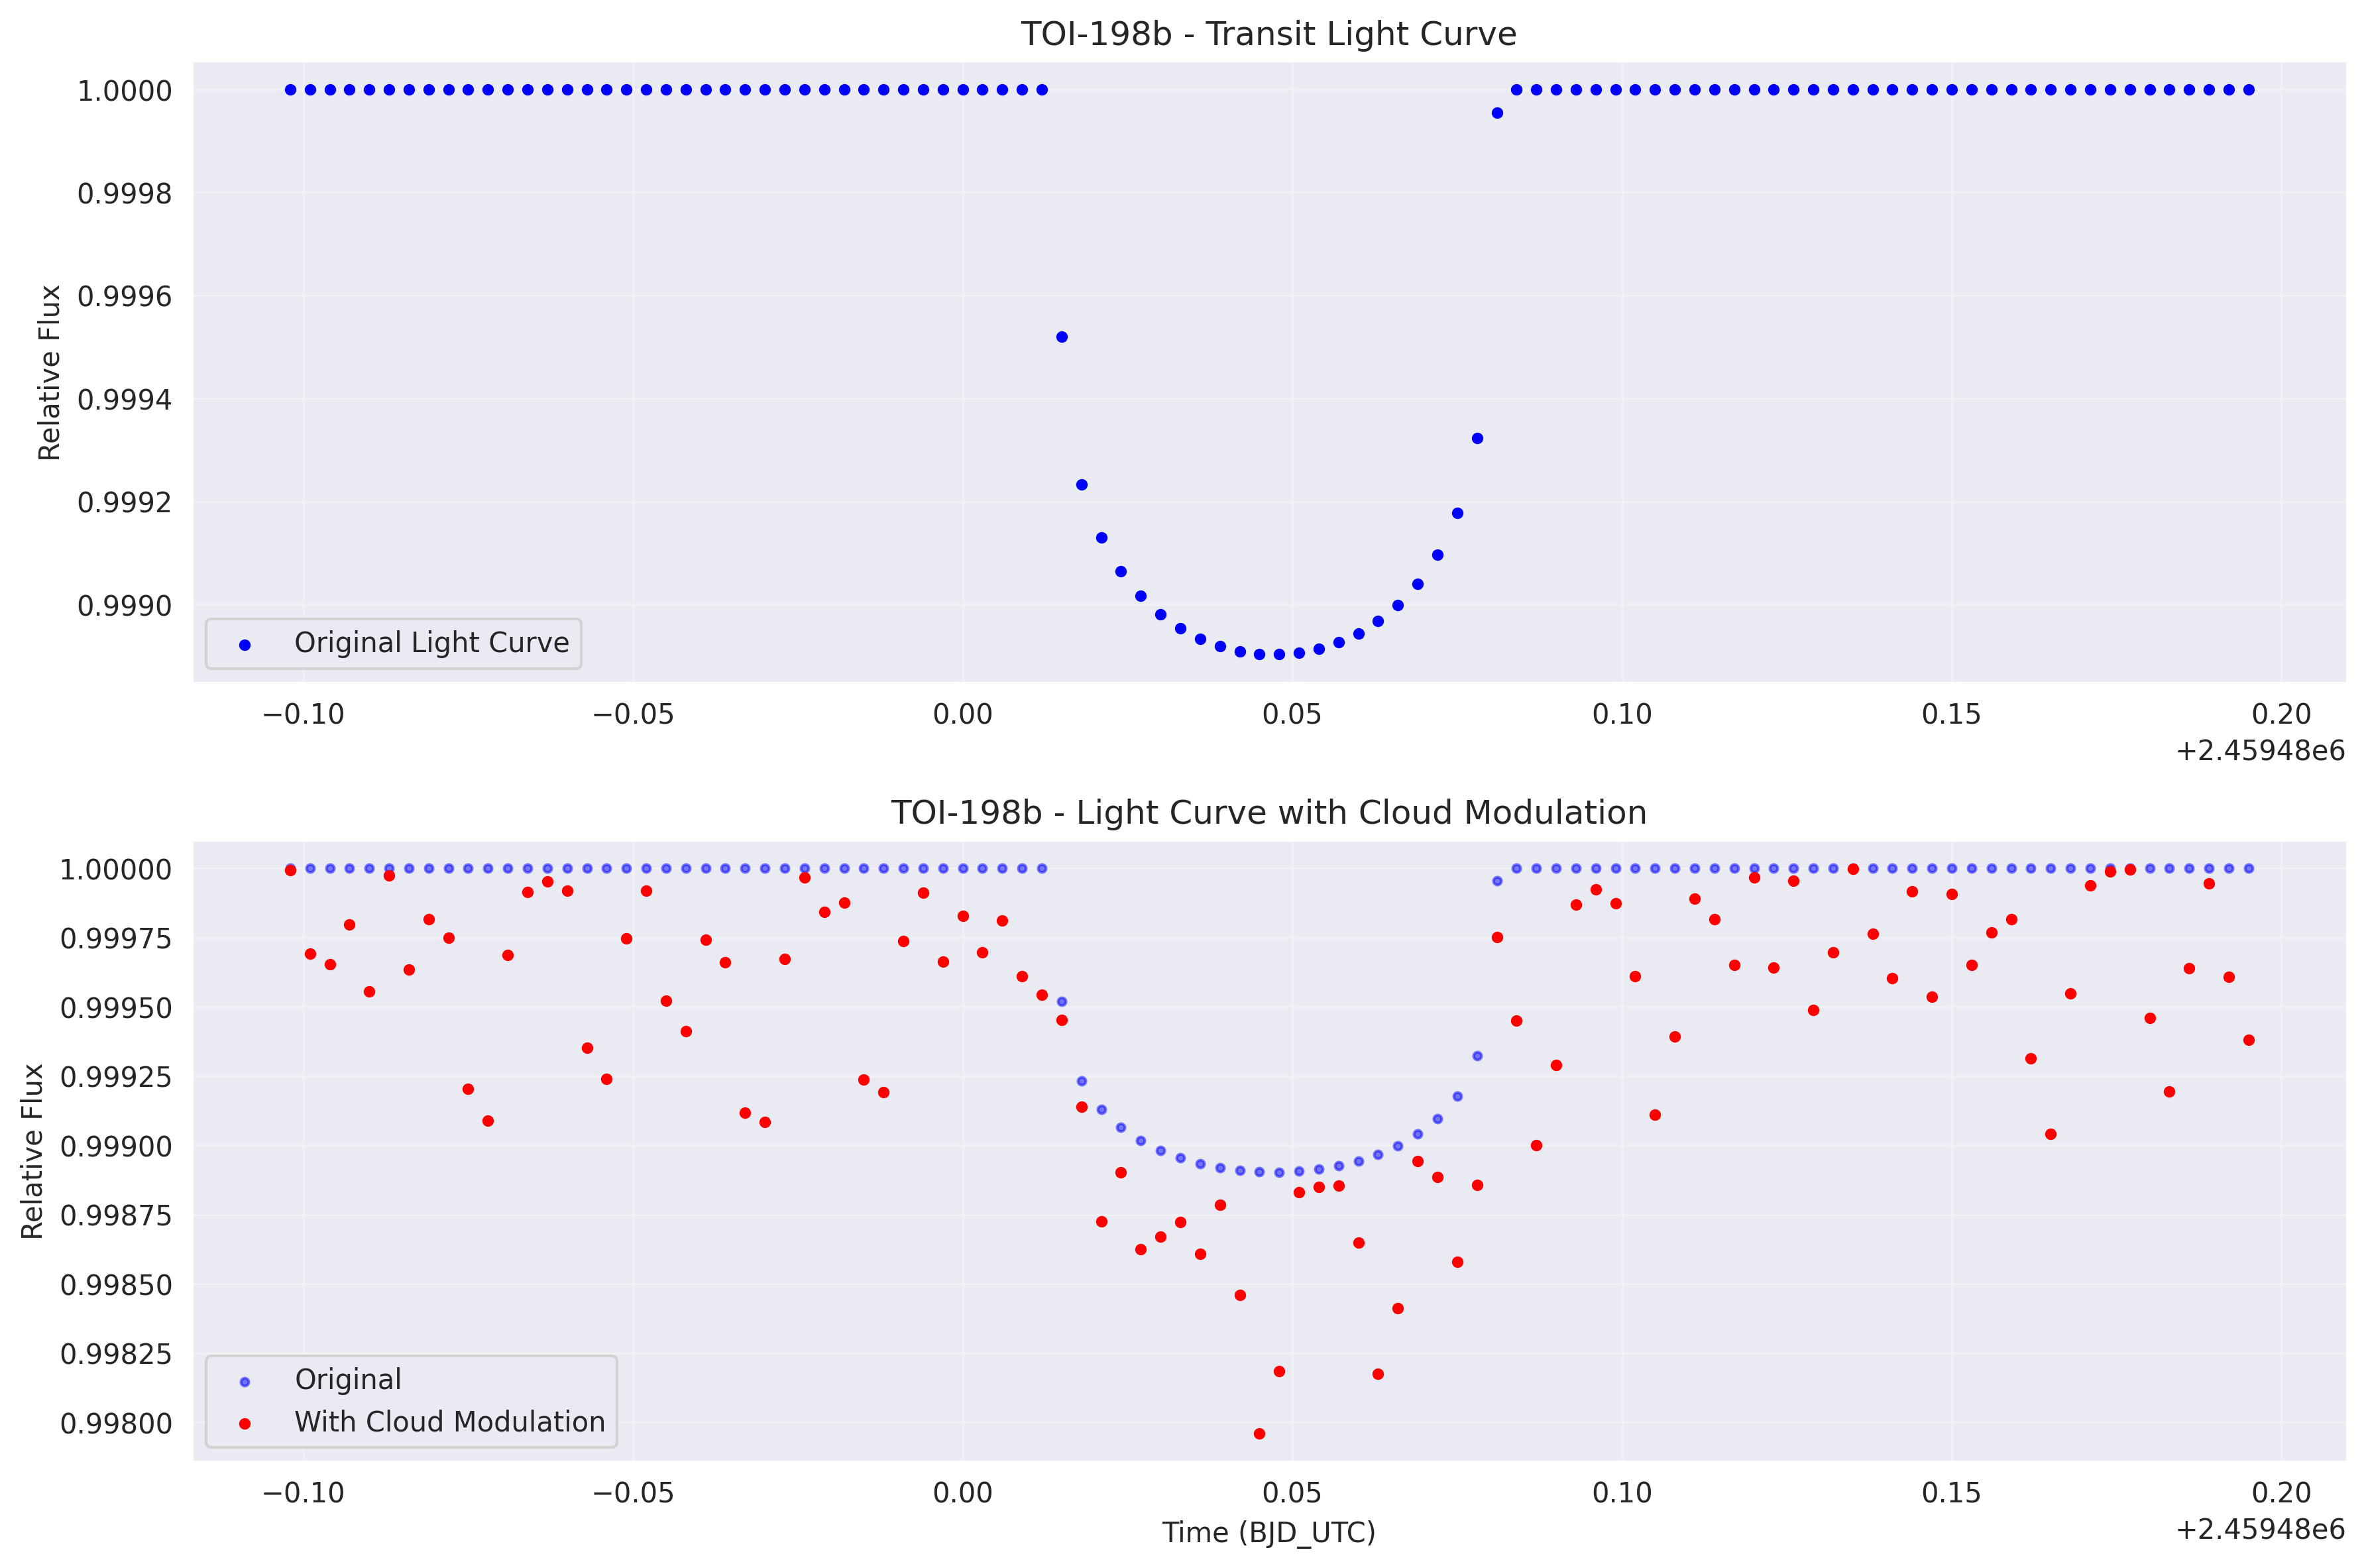 TOI-198b - Transit Light Curve
Relative Flux
1.0000
0.9998
0.9996
0.9994
0.9992
0.9990
Original Light Curve
−0.10 −0.05 0.00 0.05 0.10 0.15 0.20
+2.45948e6
TOI-198b - Light Curve with Cloud Modulation
Relative Flux
1.00000
0.99975
0.99950
0.99925
0.99900
0.99875
0.99850
0.99825
0.99800
Original
With Cloud Modulation
−0.10 −0.05 0.00 0.05 0.10 0.15 0.20
Time (BJD_UTC)
+2.45948e6